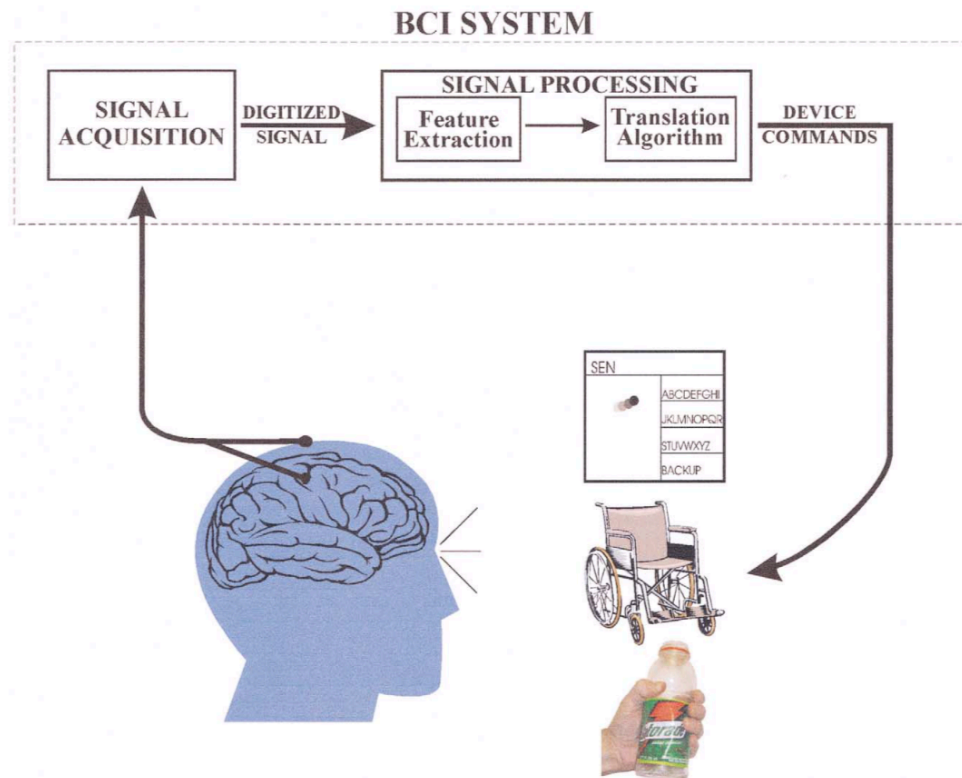 BCI SYSTEM
SIGNAL
ACQUISITION
DIGITIZED
SIGNAL
SIGNAL PROCESSING
Feature
Extraction
Translation
Algorithm
DEVICE
COMMANDS
SEN
ABCDEFGHI
JKLMNOPQR
STUVWXYZ
BACKUP